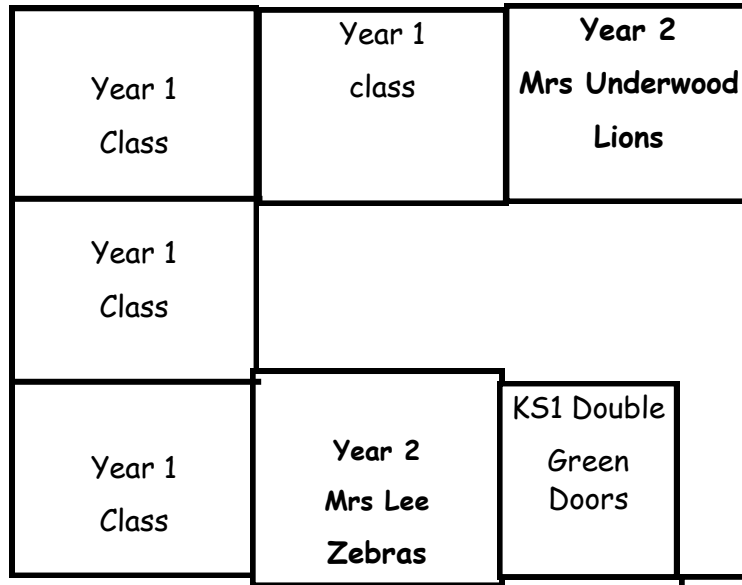 Year 1
Class
Year 1
class
Year 2
Mrs Underwood
Lions
Year 1
Class
Year 1
Class
Year 2
Mrs Lee
Zebras
KS1 Double
Green
Doors